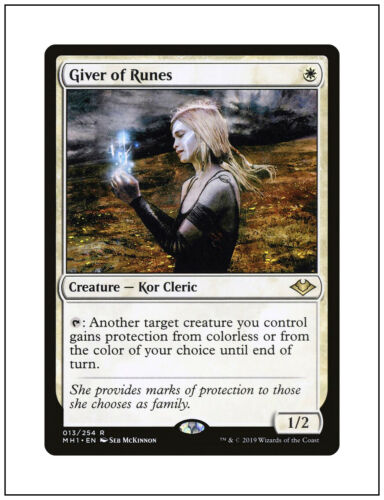 Giver of Runes
Creature — Kor Cleric
: Another target creature you control
gains protection from colorless or from
the color of your choice until end of
turn.
She provides marks of protection to those
she chooses as family.
1/2
013/254 R
MH1 • EN Seb McKinnon
™ & © 2019 Wizards of the Coast